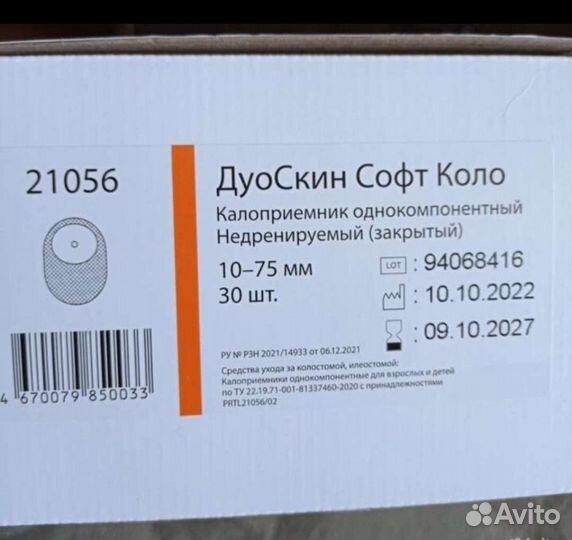 21056
ДуоСкин Софт Коло
Калоприемник однокомпонентный
Недренируемый (закрытый)
10–75 мм
30 шт.
LOT : 94068416
: 10.10.2022
: 09.10.2027
РУ № РЗН 2021/14933 от 06.12.2021
Средства ухода за колостомой, илеостомой:
Калоприемники однокомпонентные для взрослых и детей
по ТУ 22.19.71-001-81337460-2020 с принадлежностями
PRTL21056/02
4 670079 850033
Avito